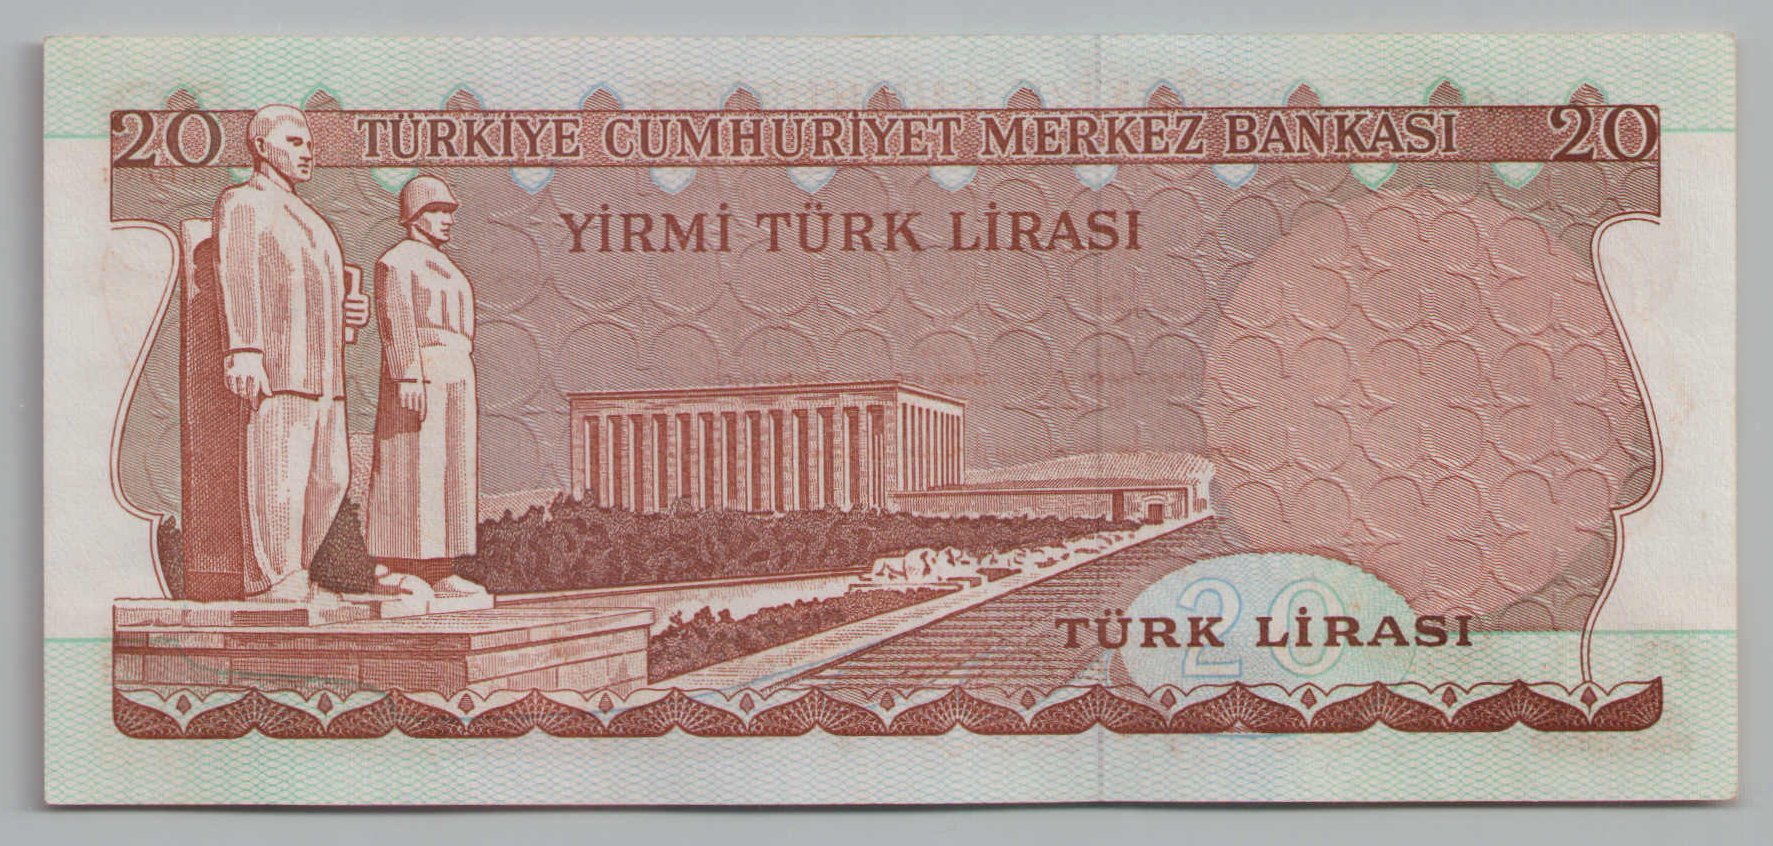 20 TÜRKİYE CUMHURİYET MERKEZ BANKASI 20
YİRMİ TÜRK LİRASI
20
TÜRK LİRASI